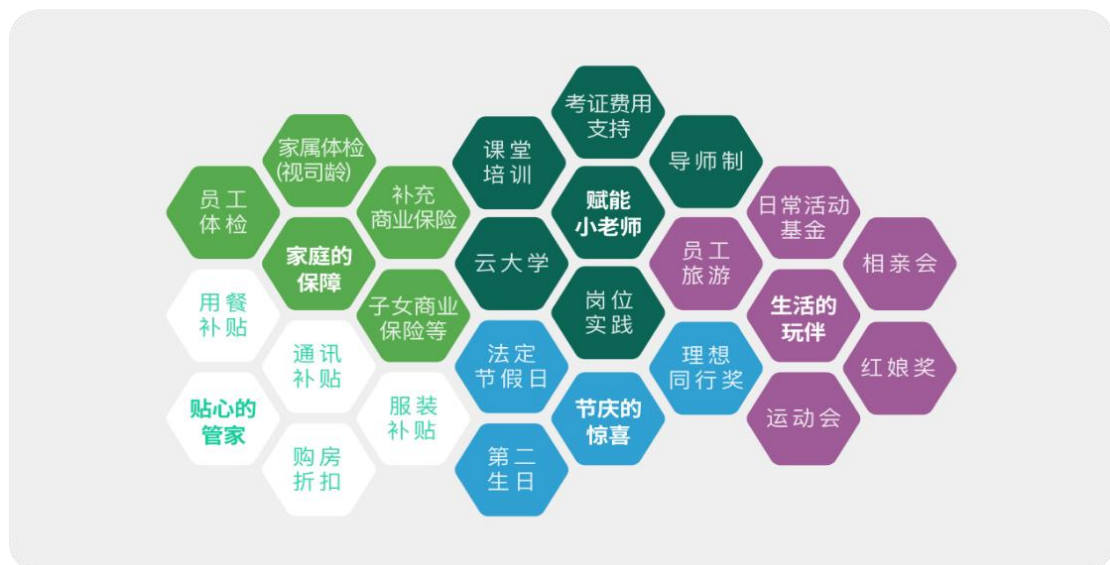 员工
体检
家属体检
(视司龄)
补充
商业保险
家庭的
保障
子女商业
保险等
用餐
补贴
通讯
补贴
贴心的
管家
服装
补贴
购房
折扣
课堂
培训
考证费用
支持
导师制
赋能
小老师
云大学
岗位
实践
法定
节假日
理想
同行奖
节庆的
惊喜
第二
生日
员工
旅游
日常活动
基金
相亲会
生活的
玩伴
红娘奖
运动会